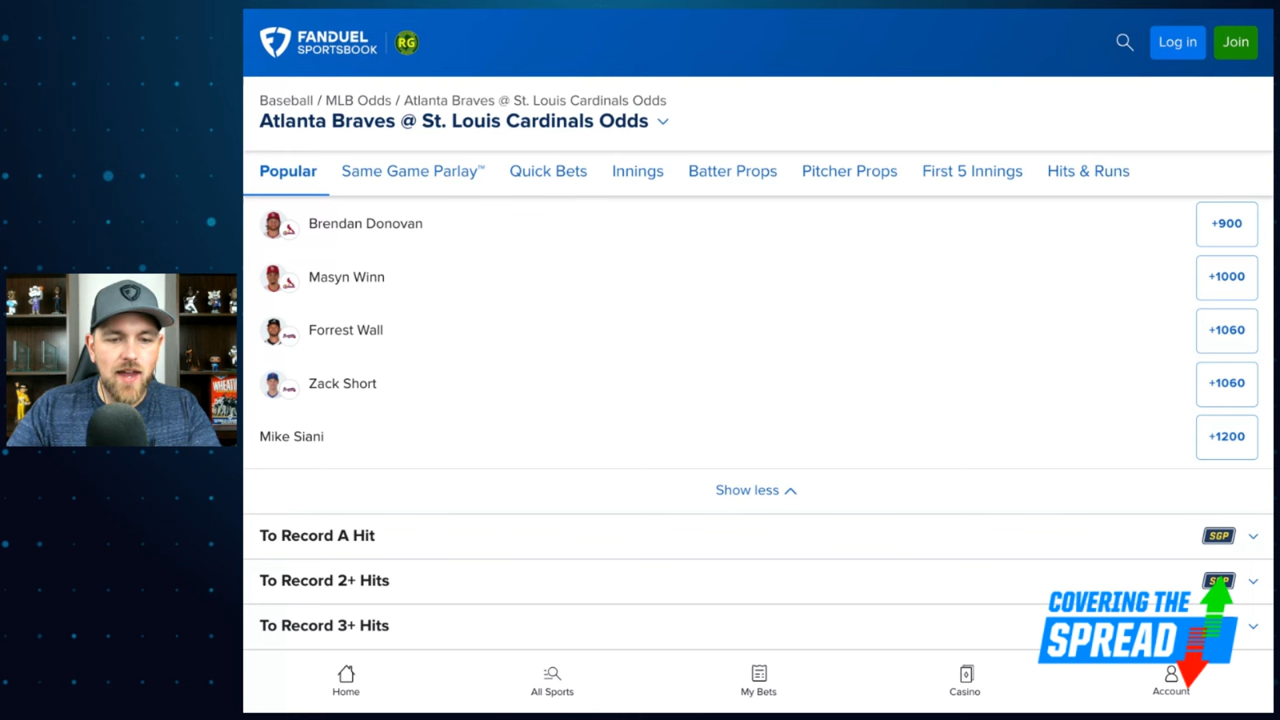 FANDUEL
SPORTSBOOK
RG
Log in
Join
Baseball / MLB Odds / Atlanta Braves @ St. Louis Cardinals Odds
Atlanta Braves @ St. Louis Cardinals Odds
Popular
Same Game Parlay™
Quick Bets
Innings
Batter Props
Pitcher Props
First 5 Innings
Hits & Runs
Brendan Donovan
+900
Masyn Winn
+1000
Forrest Wall
+1060
Zack Short
+1060
Mike Siani
+1200
Show less
To Record A Hit
SGP
To Record 2+ Hits
SGP
To Record 3+ Hits
COVERING THE
SPREAD
Home
All Sports
My Bets
Casino
Account
WHEATIES